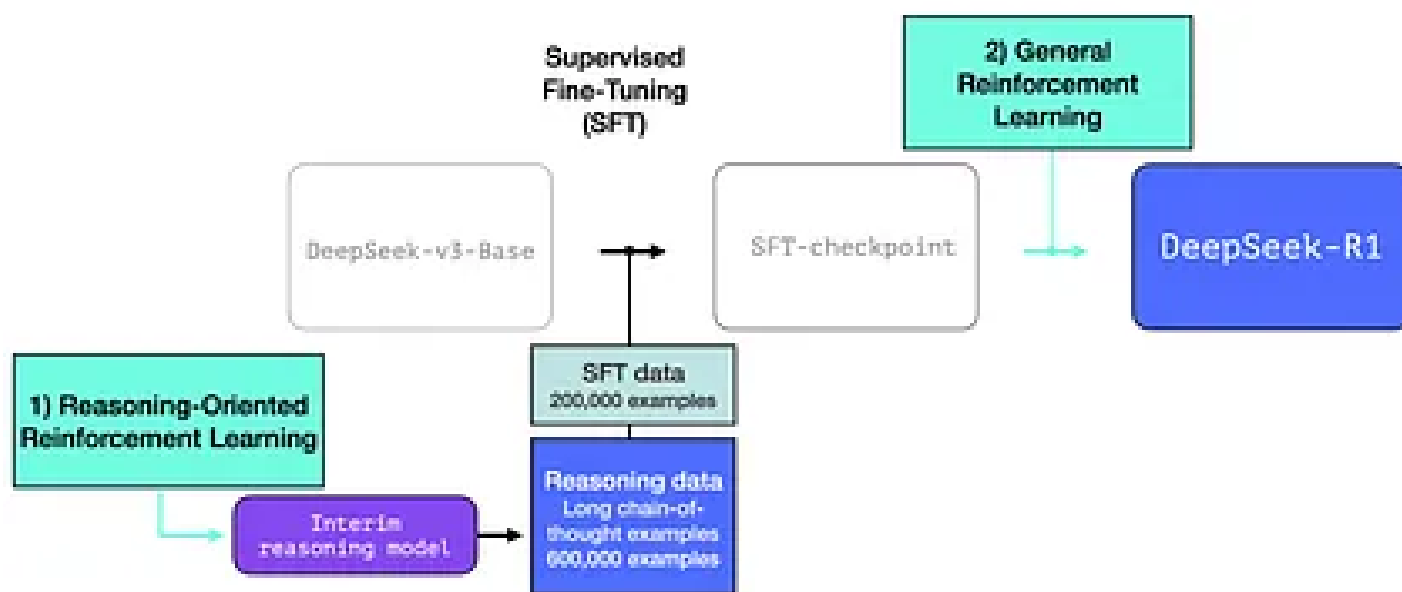 Supervised
Fine-Tuning
(SFT)
2) General
Reinforcement
Learning
DeepSeek-v3-Base
SFT-checkpoint
DeepSeek-R1
1) Reasoning-Oriented
Reinforcement Learning
SFT data
200,000 examples
Interim
reasoning model
Reasoning data
Long chain-of-
thought examples
600,000 examples